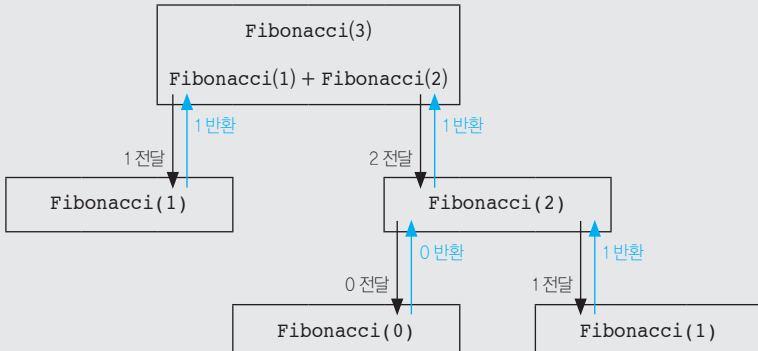 Fibonacci(3)
Fibonacci(1) + Fibonacci(2)
1 반환
1 반환
1 전달
2 전달
Fibonacci(1)
Fibonacci(2)
0 반환
1 반환
0 전달
1 전달
Fibonacci(0)
Fibonacci(1)